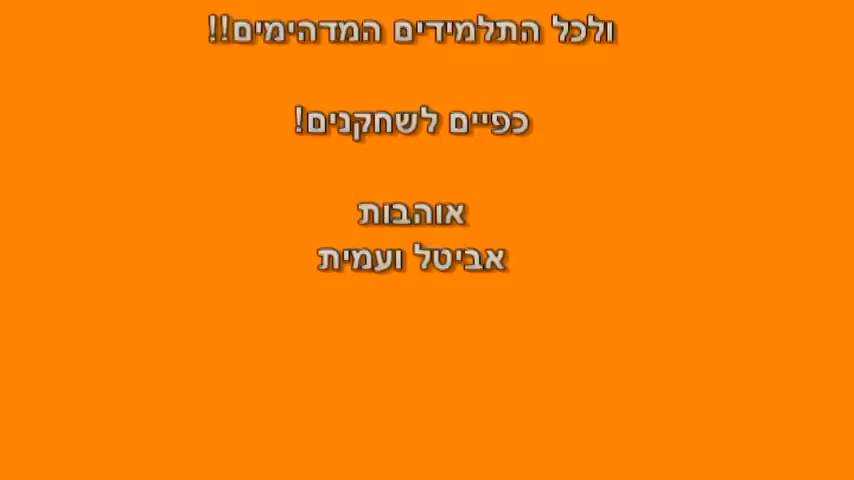 ולכל התלמידים המדהימים!!
כפיים לשחקנים!
אוהבות
אביטל ועמית